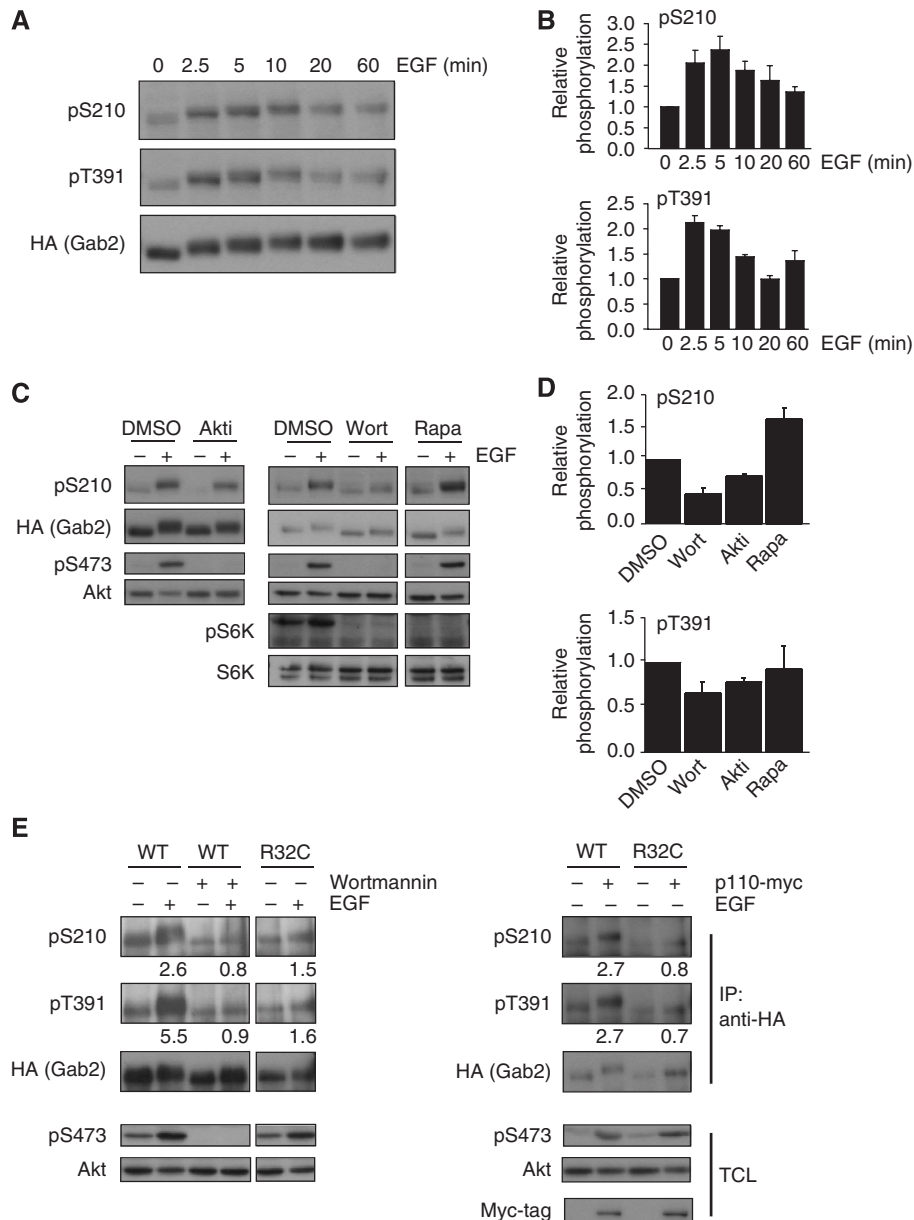 A
0 2.5 5 10 20 60 EGF (min)
pS210
pT391
HA (Gab2)
B
Relative phosphorylation
pS210
3.0
2.5
2.0
1.5
1.0
0.5
0.0
0 2.5 5 10 20 60 EGF (min)
Relative phosphorylation
pT391
2.5
2.0
1.5
1.0
0.5
0.0
0 2.5 5 10 20 60 EGF (min)
C
DMSO Akti DMSO Wort Rapa
– + – + – + – + – + EGF
pS210
HA (Gab2)
pS473
Akt
pS6K
S6K
D
Relative phosphorylation
pS210
2.0
1.5
1.0
0.5
0.0
DMSO Wort Akti Rapa
Relative phosphorylation
pT391
1.5
1.0
0.5
0.0
DMSO Wort Akti Rapa
E
WT WT R32C
– – + + – – Wortmannin
– + – + – + EGF
pS210
2.6 0.8 1.5
pT391
5.5 0.9 1.6
HA (Gab2)
pS473
Akt
WT R32C
– + – + p110-myc
– – – – EGF
pS210
2.7 0.8
pT391
2.7 0.7
HA (Gab2)
IP:
anti-HA
pS473
Akt
Myc-tag
TCL